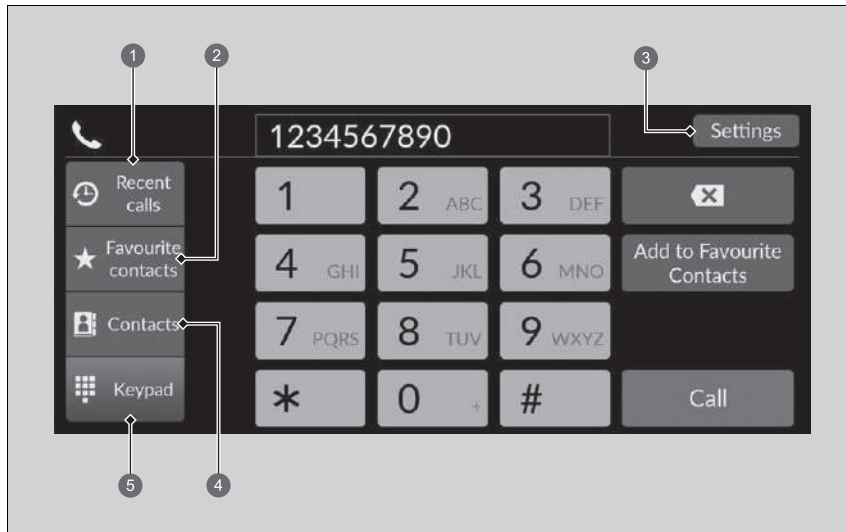 1 2 3
1234567890 Settings
Recent
calls
1 2 ABC 3 DEF
Favourite
contacts
4 GHI 5 JKL 6 MNO
Add to Favourite
Contacts
Contacts
7 PQRS 8 TUV 9 WXYZ
Keypad
* 0 + # Call
5 4